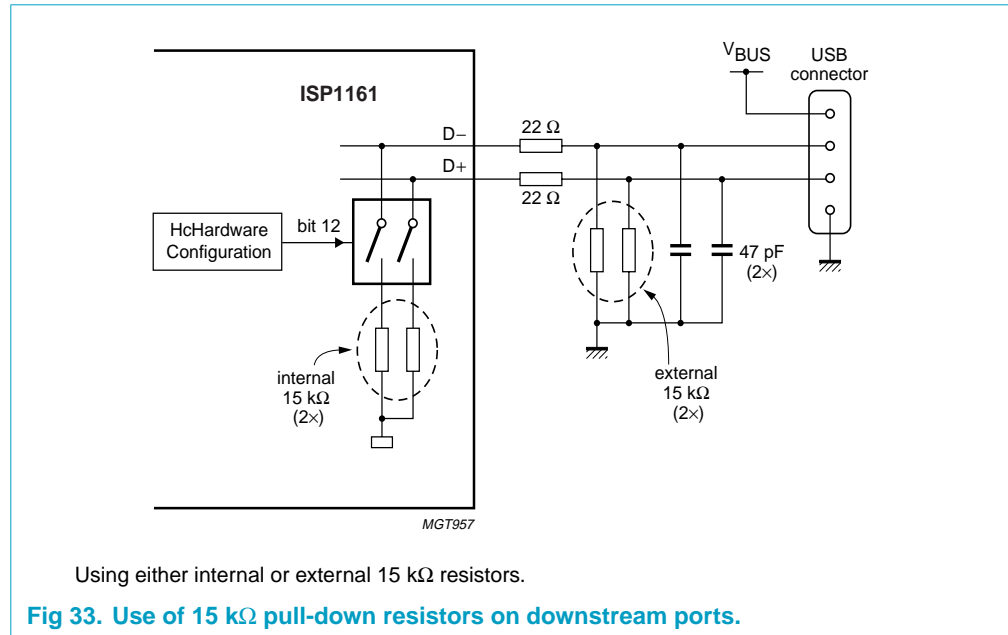 ISP1161
V BUS
USB
connector
D−
22 Ω
D+
22 Ω
HcHardware
Configuration
bit 12
47 pF
(2×)
internal
15 kΩ
(2×)
external
15 kΩ
(2×)
MGT957
Using either internal or external 15 kΩ resistors.
Fig 33. Use of 15 kΩ pull-down resistors on downstream ports.